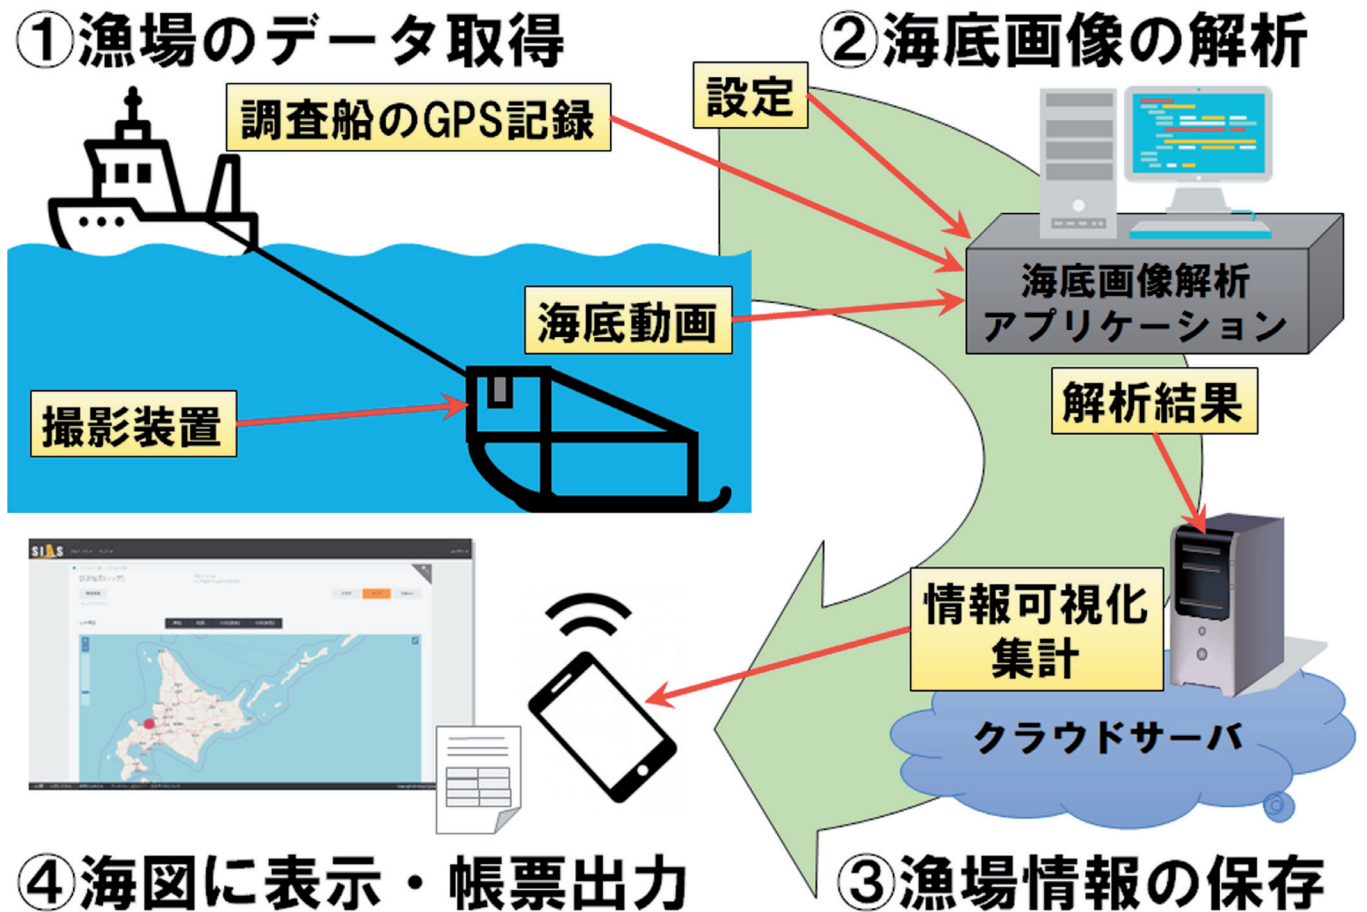 ①漁場のデータ取得
②海底画像の解析
設定
調査船のGPS記録
海底画像解析
アプリケーション
海底動画
撮影装置
解析結果
SIAS
情報可視化
集計
クラウドサーバ
④海図に表示・帳票出力
③漁場情報の保存